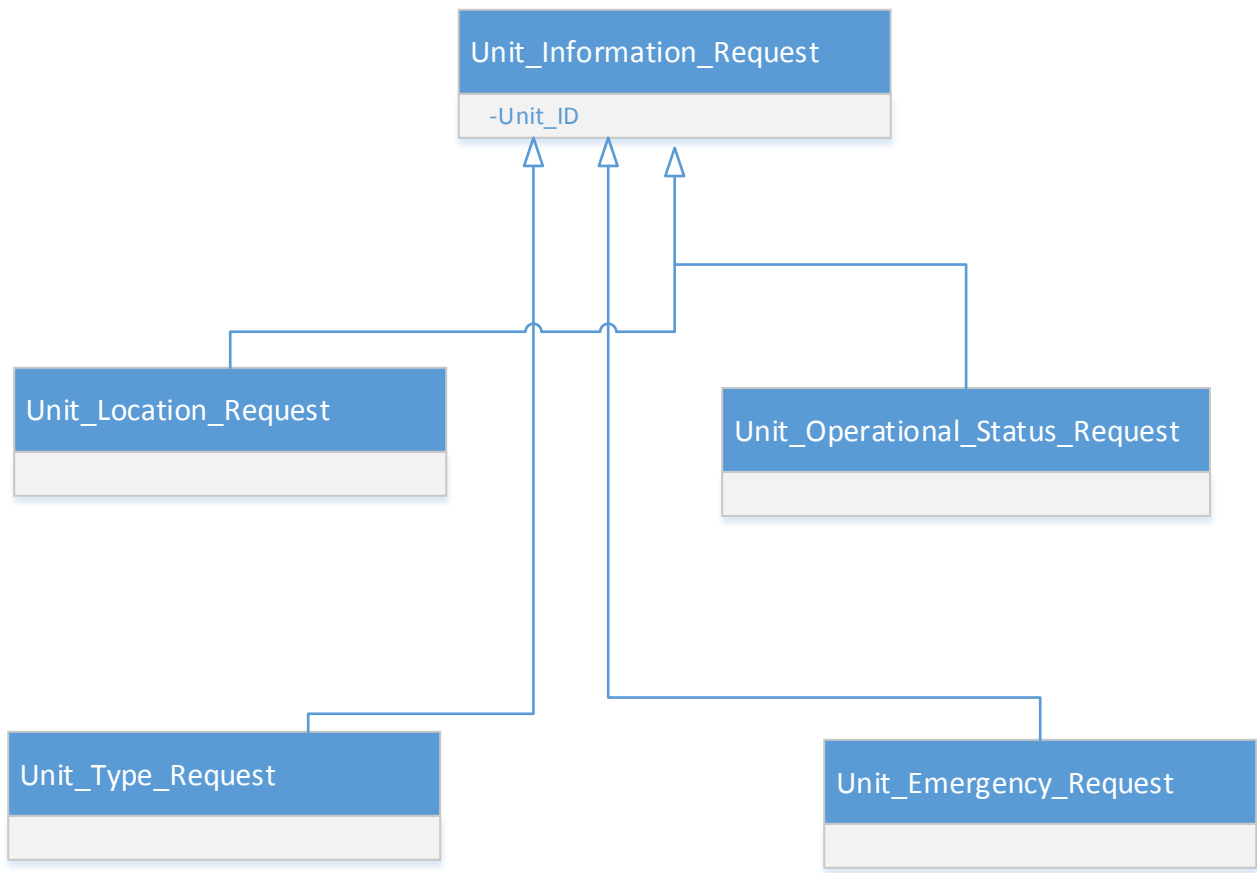 Unit_Information_Request
-Unit_ID
Unit_Location_Request
Unit_Operational_Status_Request
Unit_Type_Request
Unit_Emergency_Request